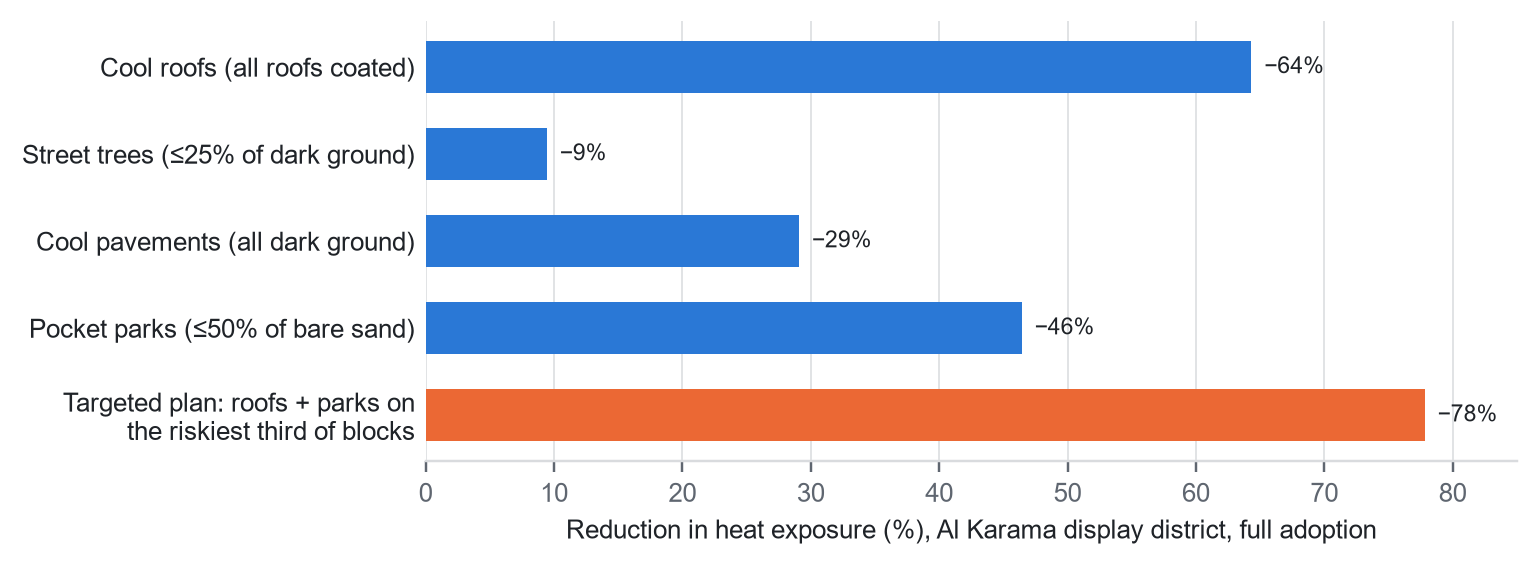 Cool roofs (all roofs coated)
−64%
Street trees (≤25% of dark ground)
−9%
Cool pavements (all dark ground)
−29%
Pocket parks (≤50% of bare sand)
−46%
Targeted plan: roofs + parks on
the riskiest third of blocks
−78%
0 10 20 30 40 50 60 70 80
Reduction in heat exposure (%), Al Karama display district, full adoption